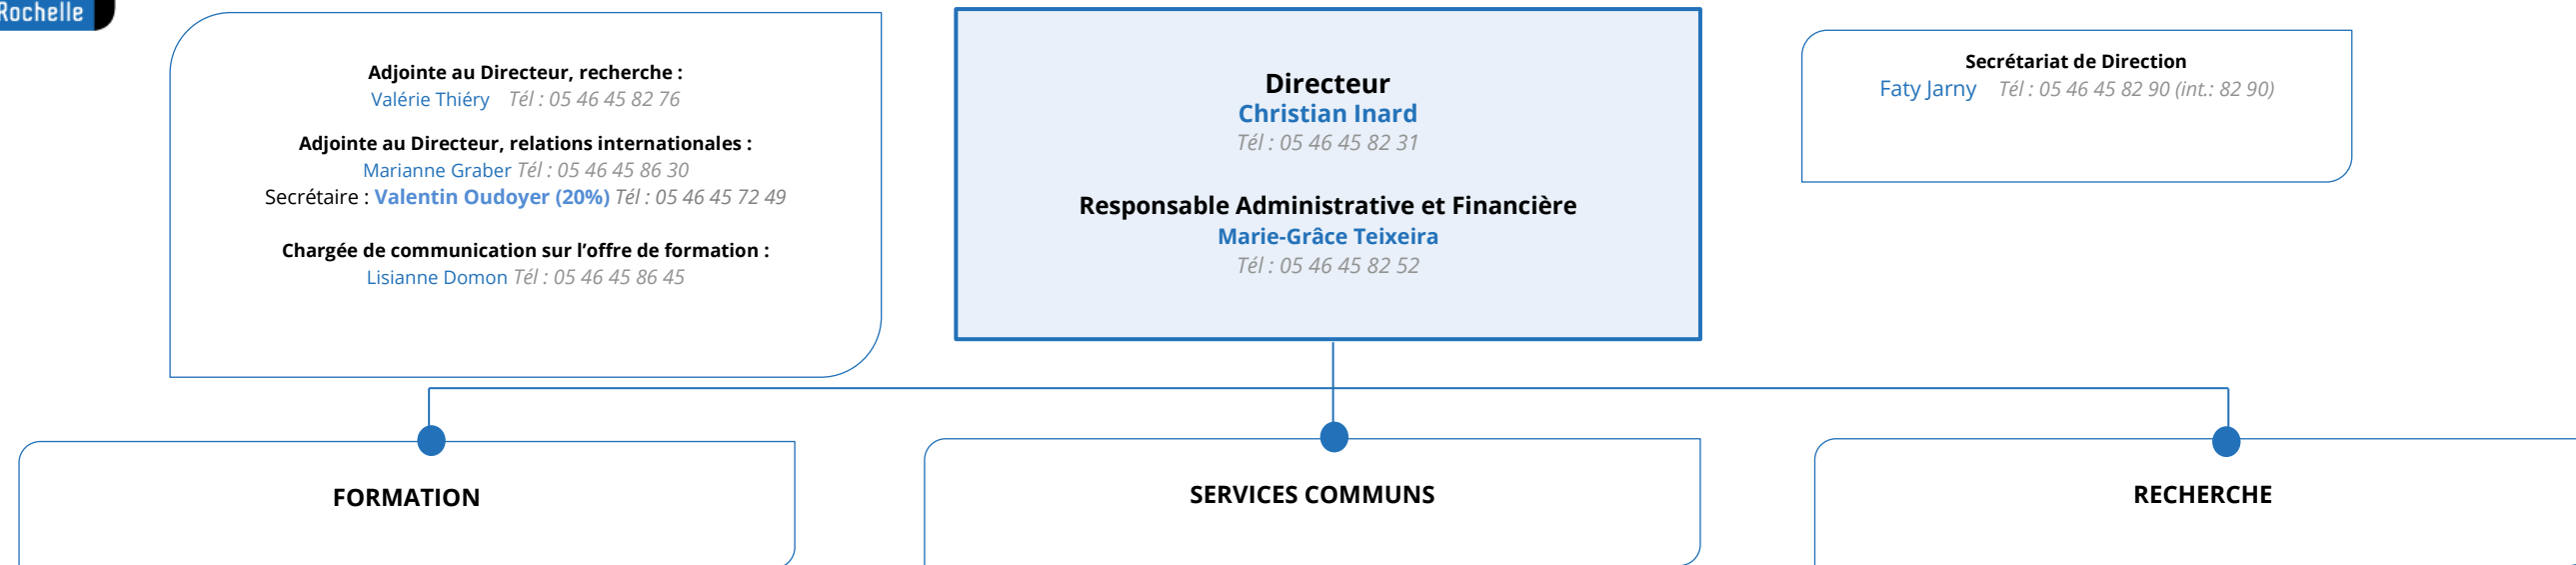 Rochelle
Adjointe au Directeur, recherche :
Valérie Thiéry Tél : 05 46 45 82 76
Adjointe au Directeur, relations internationales :
Marianne Graber Tél : 05 46 45 86 30
Secrétaire : Valentin Oudoyer (20%) Tél : 05 46 45 72 49
Chargée de communication sur l’offre de formation :
Lisianne Domon Tél : 05 46 45 86 45
Directeur
Christian Inard
Tél : 05 46 45 82 31
Responsable Administrative et Financière
Marie-Grâce Teixeira
Tél : 05 46 45 82 52
Secrétariat de Direction
Faty Jarny Tél : 05 46 45 82 90 (int.: 82 90)
FORMATION
SERVICES COMMUNS
RECHERCHE